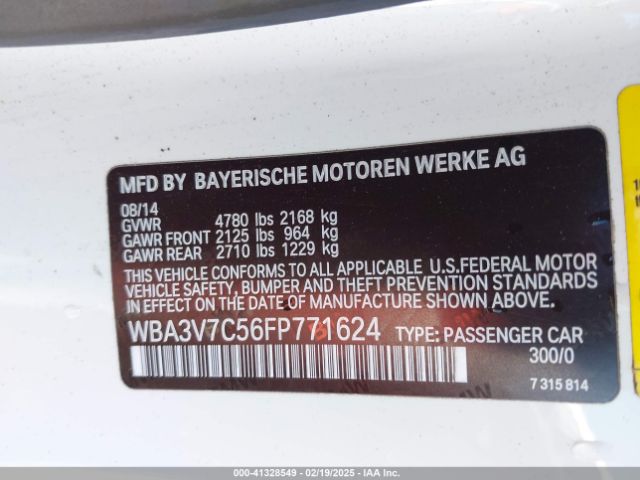 MFD BY BAYERISCHE MOTOREN WERKE AG
08/14
GVWR 4780 lbs 2168 kg
GAWR FRONT 2125 lbs 964 kg
GAWR REAR 2710 lbs 1229 kg
THIS VEHICLE CONFORMS TO ALL APPLICABLE U.S.FEDERAL MOTOR
VEHICLE SAFETY, BUMPER, AND THEFT PREVENTION STANDARDS
IN EFFECT ON THE DATE OF MANUFACTURE SHOWN ABOVE.
WBA3V7C56FP771624 TYPE: PASSENGER CAR
300/0
7 315 814
000-41328549 - 02/19/2025 - IAA Inc.